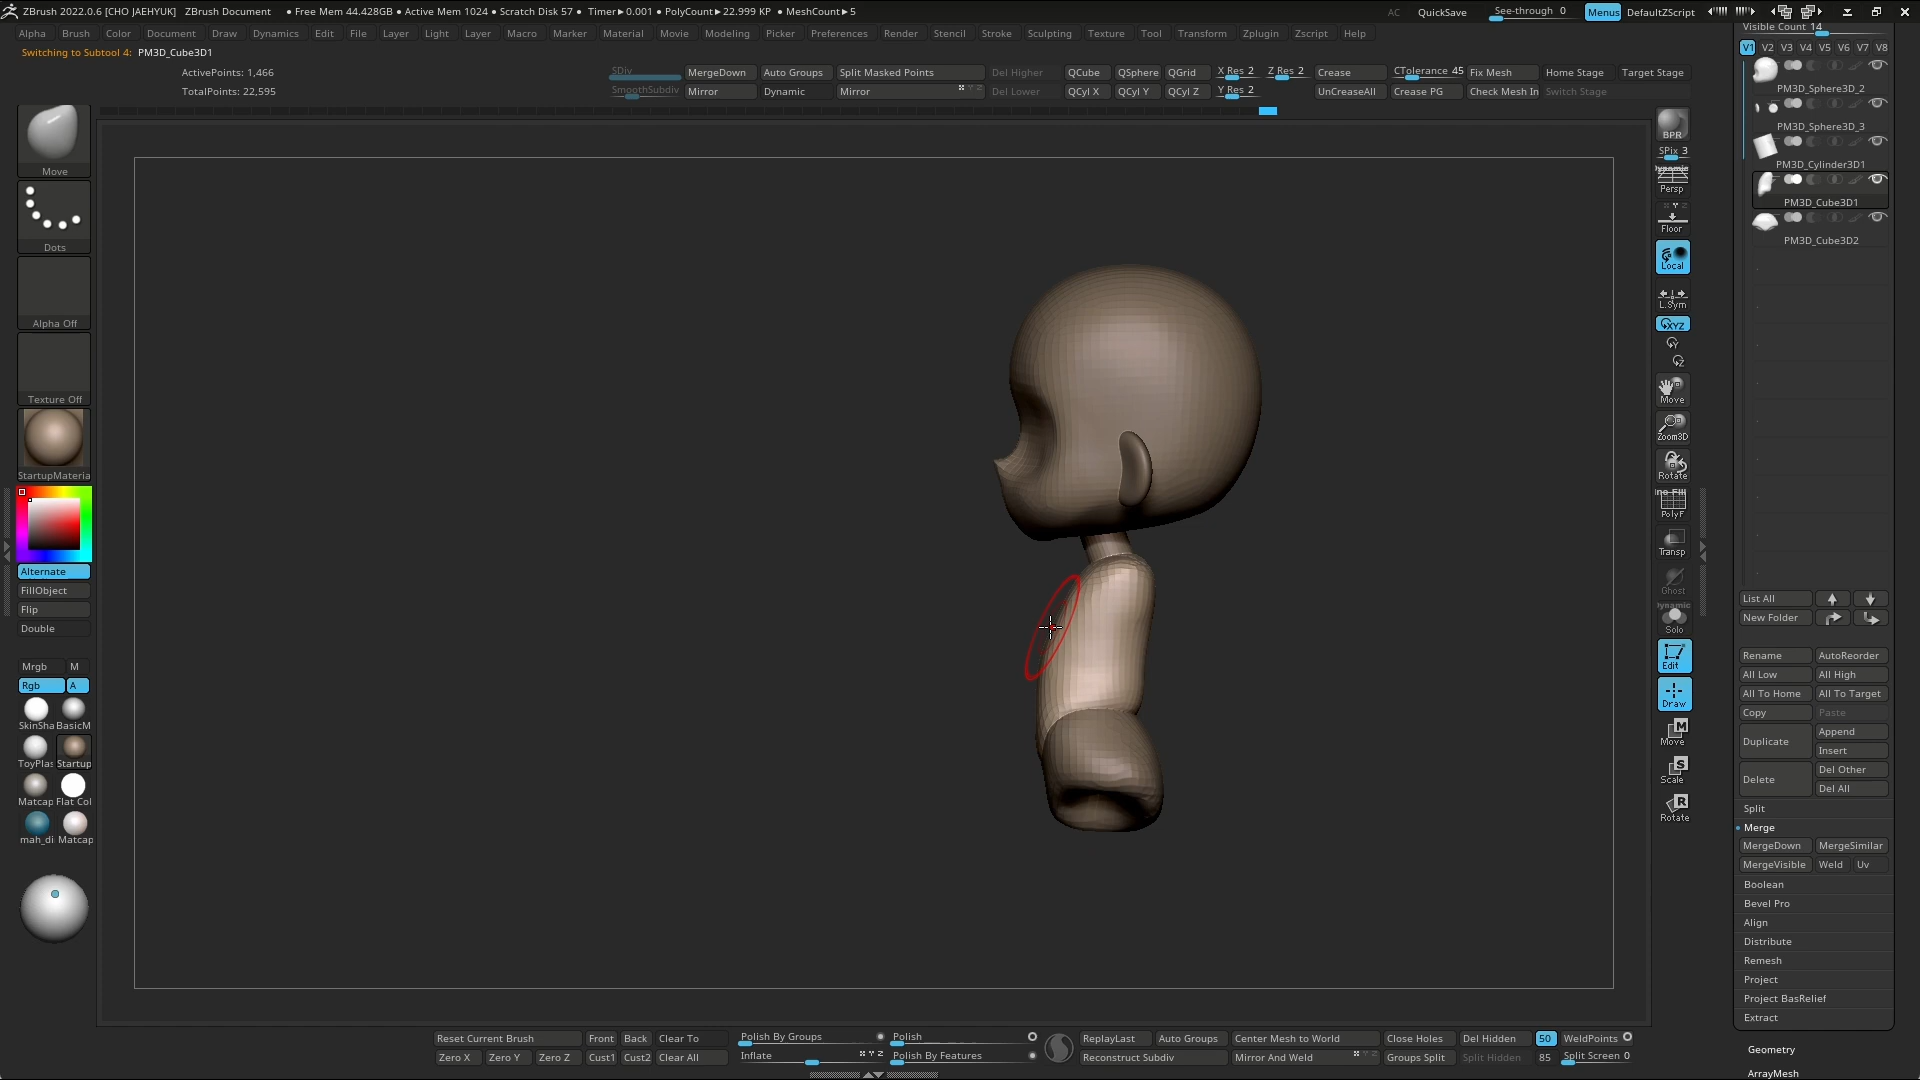 ZBrush 2022.0.6 [CHO JAEHYUK] ZBrush Document • Free Mem 44.428GB • Active Mem 1024 • Scratch Disk 57 • Timer▸0.001 • PolyCount▸22.999 KP • MeshCount▸5 AC QuickSave See-through 0 Menus DefaultZScript
Alpha Brush Color Document Draw Dynamics Edit File Layer Light Layer Macro Marker Material Movie Modeling Picker Preferences Render Stencil Stroke Sculpting Texture Tool Transform Zplugin Zscript Help
Switching to Subtool 4: PM3D_Cube3D1
ActivePoints: 1,466
TotalPoints: 22,595
SDiv MergeDown Auto Groups Split Masked Points Del Higher QCube QSphere QGrid X Res 2 Z Res 2 Crease CTolerance 45 Fix Mesh Home Stage Target Stage
SmoothSubdiv Mirror Dynamic Mirror Del Lower QCyl X QCyl Y QCyl Z Y Res 2 UnCreaseAll Crease PG Check Mesh In Switch Stage
Move
Dots
Alpha Off
Texture Off
StartupMateria
Alternate
FillObject
Flip
Double
Mrgb M
Rgb A
SkinSha BasicM
ToyPlas Startup
Matcap Flat Col
mah_di Matcap
BPR
SPix 3
Dynamic
Persp
Floor
Local
L.Sym
XYZ
Y
Z
Move
Zoom3D
Rotate
Line Fill
PolyF
Transp
Ghost
Dynamic
Solo
Edit
Draw
Move
Scale
Rotate
Visible Count 14
V1 V2 V3 V4 V5 V6 V7 V8
PM3D_Sphere3D_2
PM3D_Sphere3D_3
PM3D_Cylinder3D1
PM3D_Cube3D1
PM3D_Cube3D2
List All
New Folder
Rename AutoReorder
All Low All High
All To Home All To Target
Copy Paste
Duplicate Append
Insert
Delete Del Other
Del All
Split
Merge
MergeDown MergeSimilar
MergeVisible Weld Uv
Boolean
Bevel Pro
Align
Distribute
Remesh
Project
Project BasRelief
Extract
Geometry
ArrayMesh
Reset Current Brush Front Back Clear To Polish By Groups Polish ReplayLast Auto Groups Center Mesh to World Close Holes Del Hidden 50 WeldPoints
Zero X Zero Y Zero Z Cust1 Cust2 Clear All Inflate Polish By Features Reconstruct Subdiv Mirror And Weld Groups Split Split Hidden 85 Split Screen 0